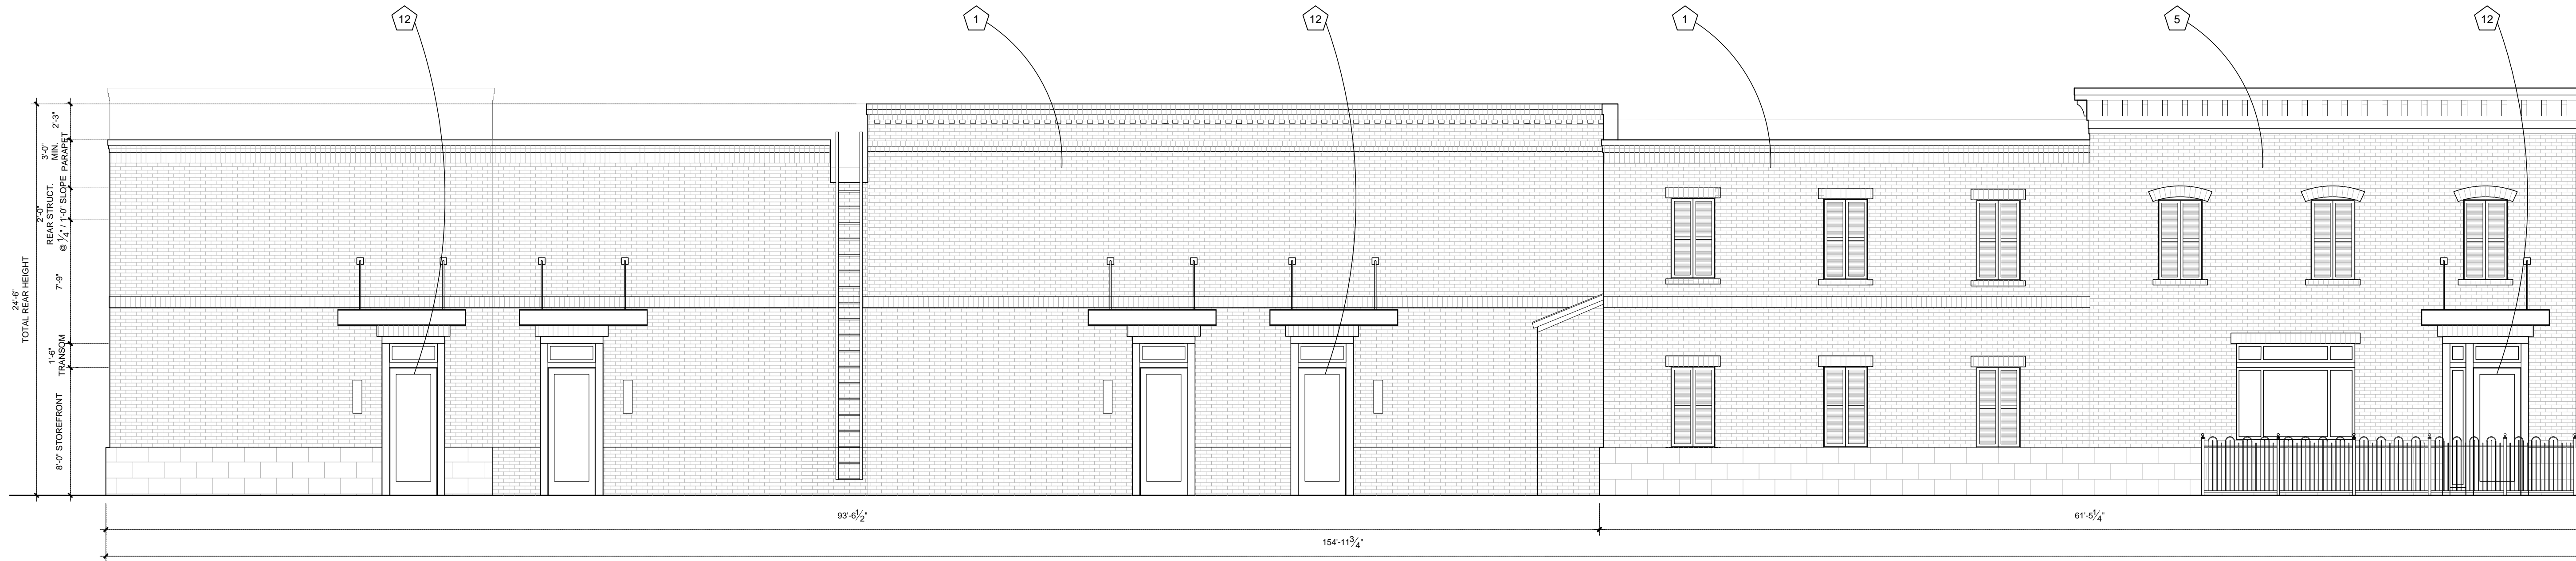 12
1
12
1
5
12
2'-3"
3'-0"
MIN.
PARAPET
2'-0"
REAR STRUCT.
@ 1/4" / 1'-0" SLOPE
7'-9"
24'-6"
TOTAL REAR HEIGHT
1'-6"
TRANSOM
8'-0" STOREFRONT
93'-6 1/2"
61'-5 1/4"
154'-11 3/4"